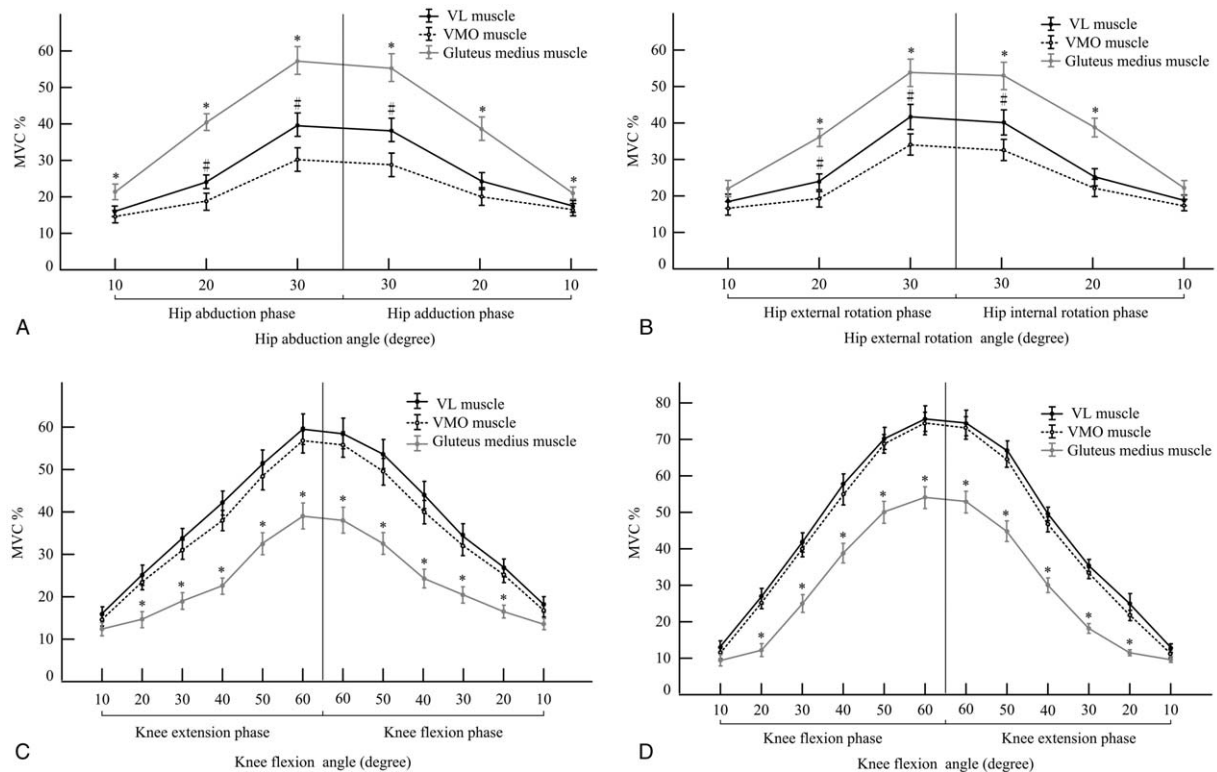 VL muscle
VMO muscle
Gluteus medius muscle
MVC %
60
50
40
30
20
10
0
* * * * * *
# # #
10 20 30 30 20 10
Hip abduction phase Hip adduction phase
Hip abduction angle (degree)
A
VL muscle
VMO muscle
Gluteus medius muscle
MVC %
60
50
40
30
20
10
0
* * * *
# # #
10 20 30 30 20 10
Hip external rotation phase Hip internal rotation phase
Hip external rotation angle (degree)
B
VL muscle
VMO muscle
Gluteus medius muscle
MVC %
60
50
40
30
20
10
0
* * * * * * * * * *
10 20 30 40 50 60 60 50 40 30 20 10
Knee extension phase Knee flexion phase
Knee flexion angle (degree)
C
VL muscle
VMO muscle
Gluteus medius muscle
MVC %
80
70
60
50
40
30
20
10
0
* * * * * * * * * *
10 20 30 40 50 60 60 50 40 30 20 10
Knee flexion phase Knee extension phase
Knee flexion angle (degree)
D